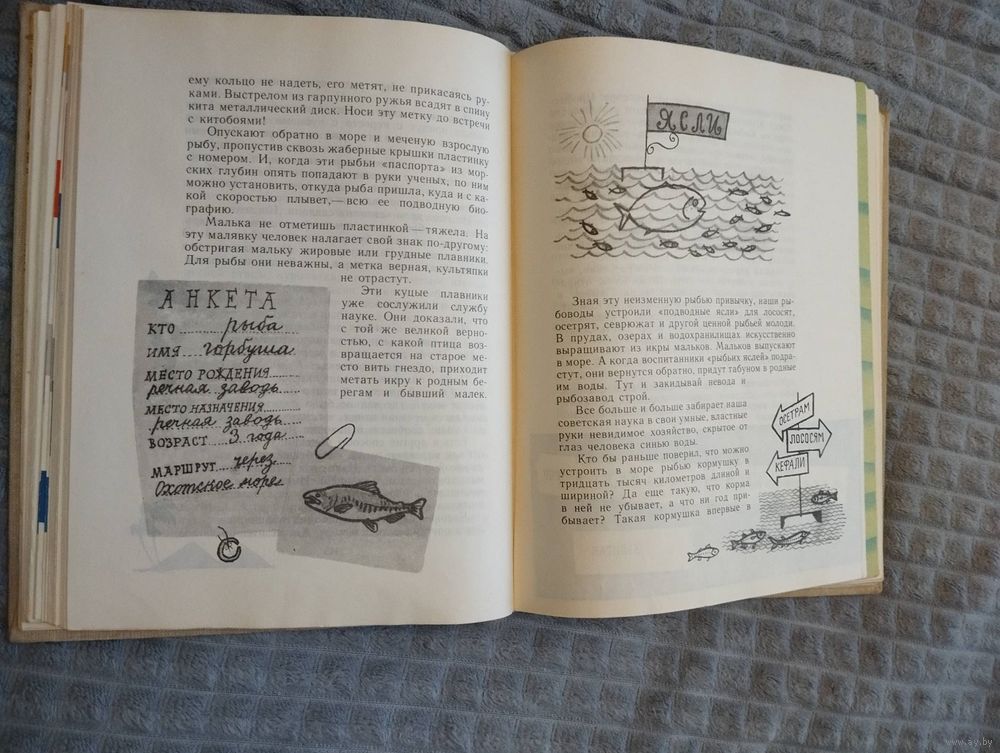 ему кольцо не надеть, его метят, не прикасаясь ру-
ками. Выстрелом из гарпунного ружья всадят в спину
кита металлический диск. Носи эту метку до встречи
с китобоями!
Опускают обратно в море и меченую взрослую
рыбу, пропустив сквозь жаберные крышки пластинку
с номером. И, когда эти рыбьи «паспорта» из мор-
ских глубин опять попадают в руки ученых, по ним
можно установить, откуда рыба пришла, куда и с ка-
кой скоростью плывет,— всю ее подводную био-
графию.
Малька не отметишь пластинкой — тяжела. На
эту малявку человек налагает свой знак по-другому:
обстригая мальку жировые или грудные плавники.
Для рыбы они неважны, а метка верная, культяпки
не отрастут.
Эти куцые плавники
уже сослужили службу
науке. Они доказали, что
с той же великой верно-
стью, с какой птица воз-
вращается на старое ме-
сто вить гнездо, приходит
метать икру к родным бе-
регам и бывший малек.
АНКЕТА
КТО рыба
ИМЯ горбуша
МЕСТО РОЖДЕНИЯ
речная заводь
МЕСТО НАЗНАЧЕНИЯ
речная заводь
ВОЗРАСТ 3 года
МАРШРУТ через
Охотское море
ЯСЛИ
Зная эту неизменную рыбью привычку, наши ры-
боводы устроили «подводные ясли» для лососят,
осетрят, севрюжат и другой ценной рыбьей молоди.
В прудах, озерах и водохранилищах искусственно
выращивают из икры мальков. Мальков выпускают
в море. А когда воспитанники «рыбьих яслей» подра-
стут, они вернутся обратно, придут табуном в родные
им воды. Тут и закидывай невода и
рыбозавод строй.
Все больше и больше забирает наша
советская наука в свои умные, властные
руки невидимое хозяйство, скрытое от
глаз человека синью воды.
Кто бы раньше поверил, что можно
устроить в море рыбью кормушку в
тридцать тысяч километров длиной и
шириной? Да еще такую, что корма
в ней не убывает, а что ни год при-
бывает? Такая кормушка впервые в
ОСЕТРАМ
ЛОСОСЯМ
КЕФАЛИ
www.ay.by